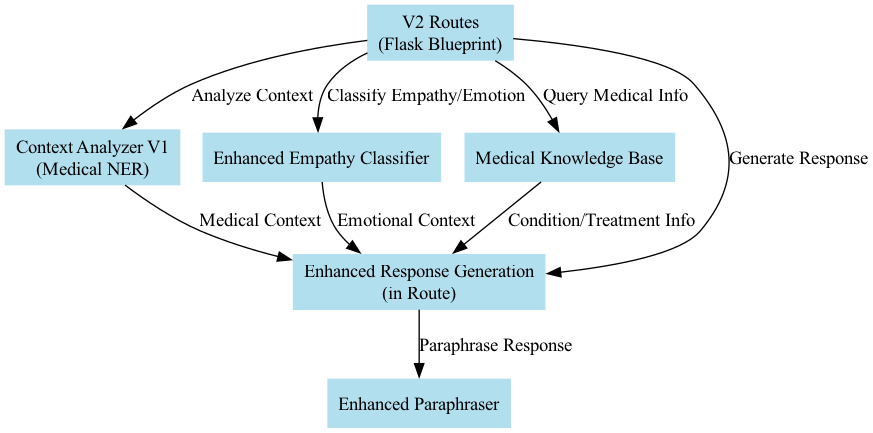 V2 Routes
(Flask Blueprint)
Analyze Context
Classify Empathy/Emotion
Query Medical Info
Context Analyzer V1
(Medical NER)
Enhanced Empathy Classifier
Medical Knowledge Base
Generate Response
Medical Context
Emotional Context
Condition/Treatment Info
Enhanced Response Generation
(in Route)
Paraphrase Response
Enhanced Paraphraser